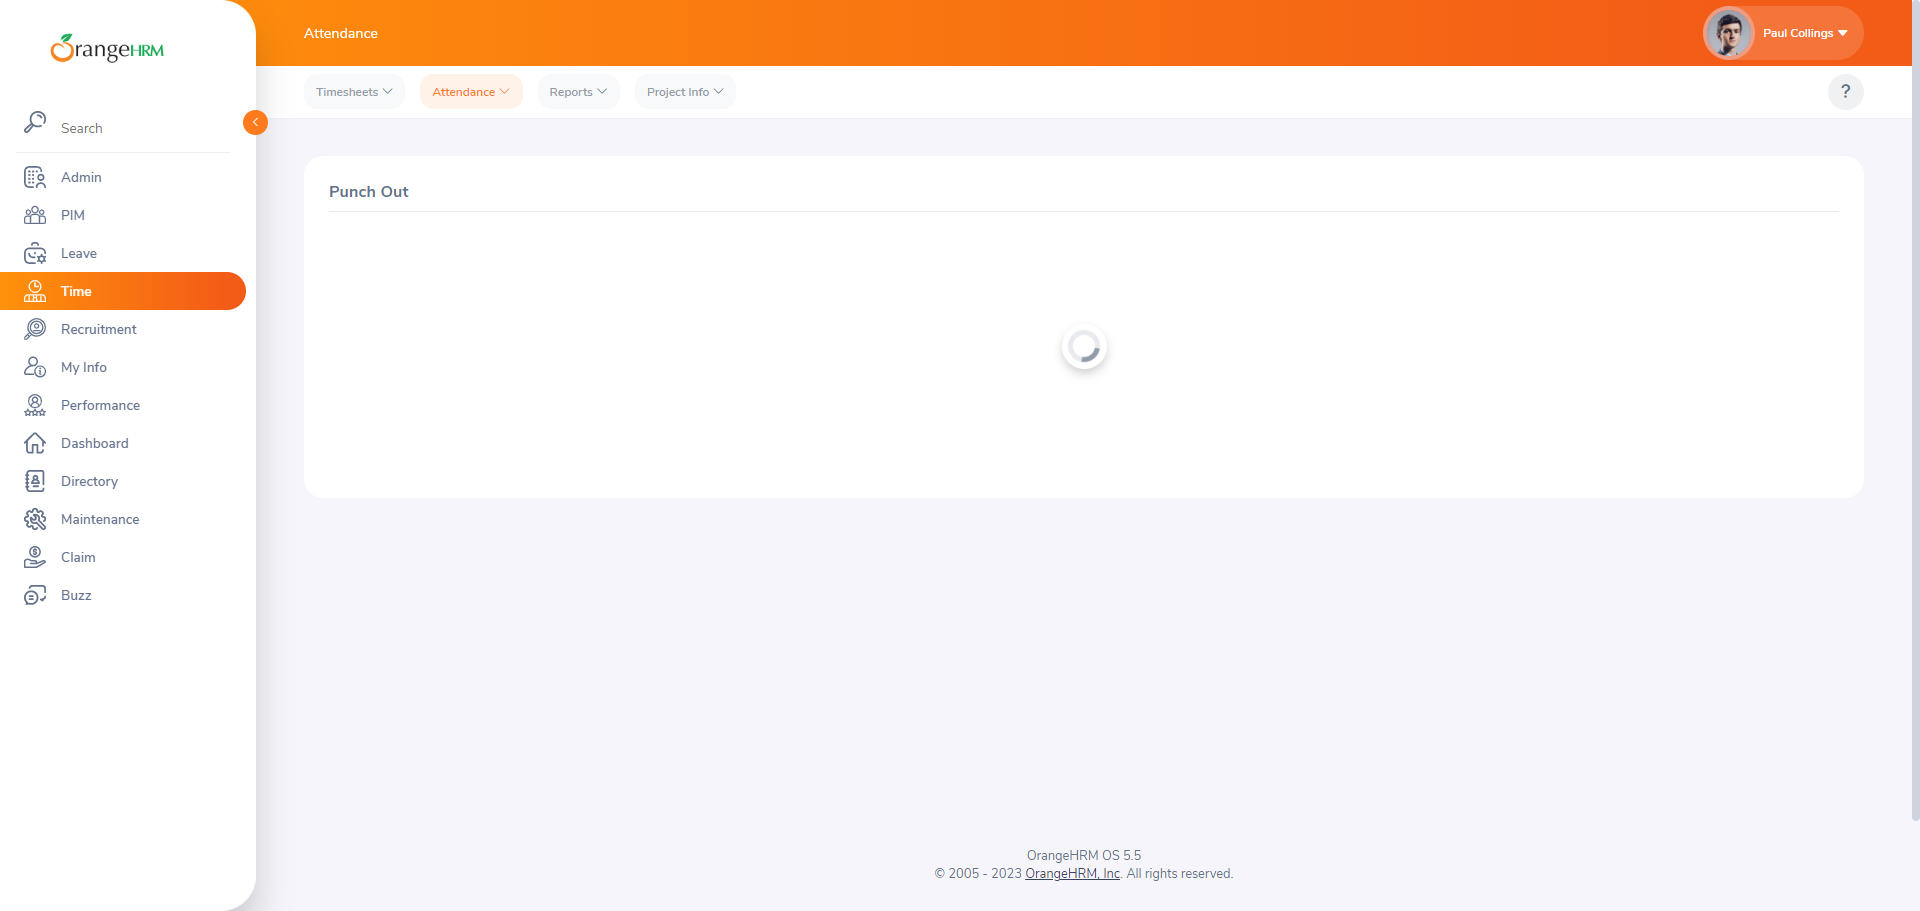 Attendance
Paul Collings
OrangeHRM
Timesheets
Attendance
Reports
Project Info
?
Search
Admin
PIM
Leave
Time
Recruitment
My Info
Performance
Dashboard
Directory
Maintenance
Claim
Buzz
Punch Out
OrangeHRM OS 5.5
© 2005 - 2023 OrangeHRM, Inc. All rights reserved.